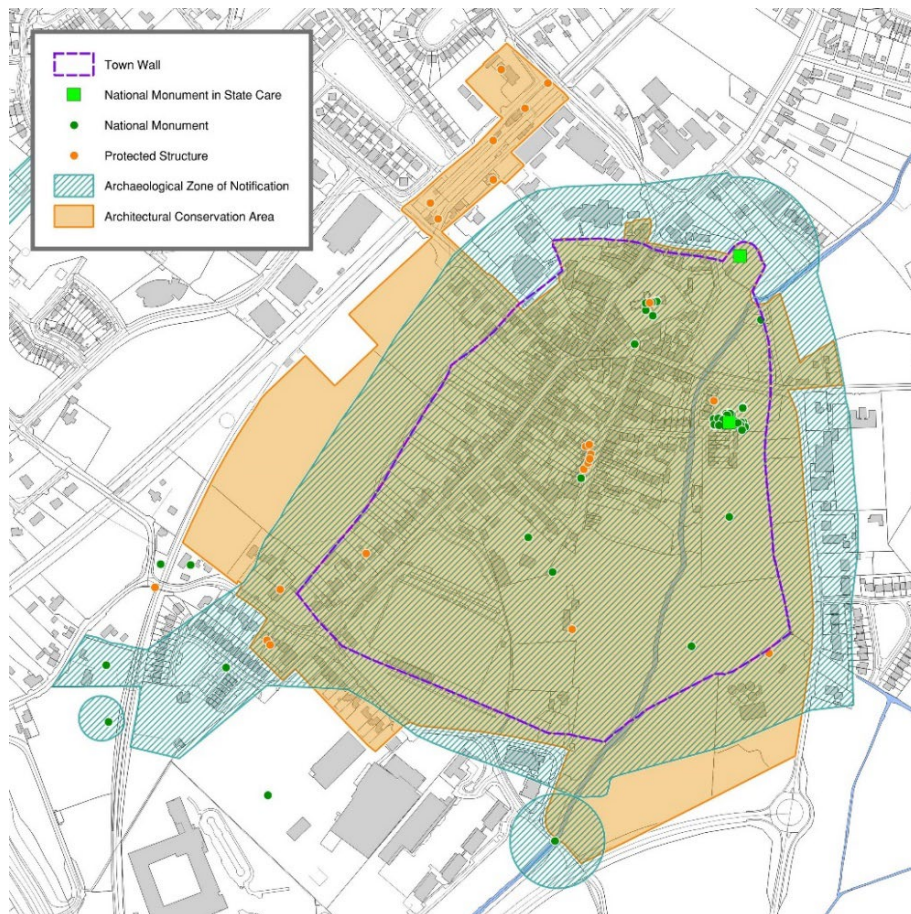 Town Wall
National Monument in State Care
National Monument
Protected Structure
Archaeological Zone of Notification
Architectural Conservation Area